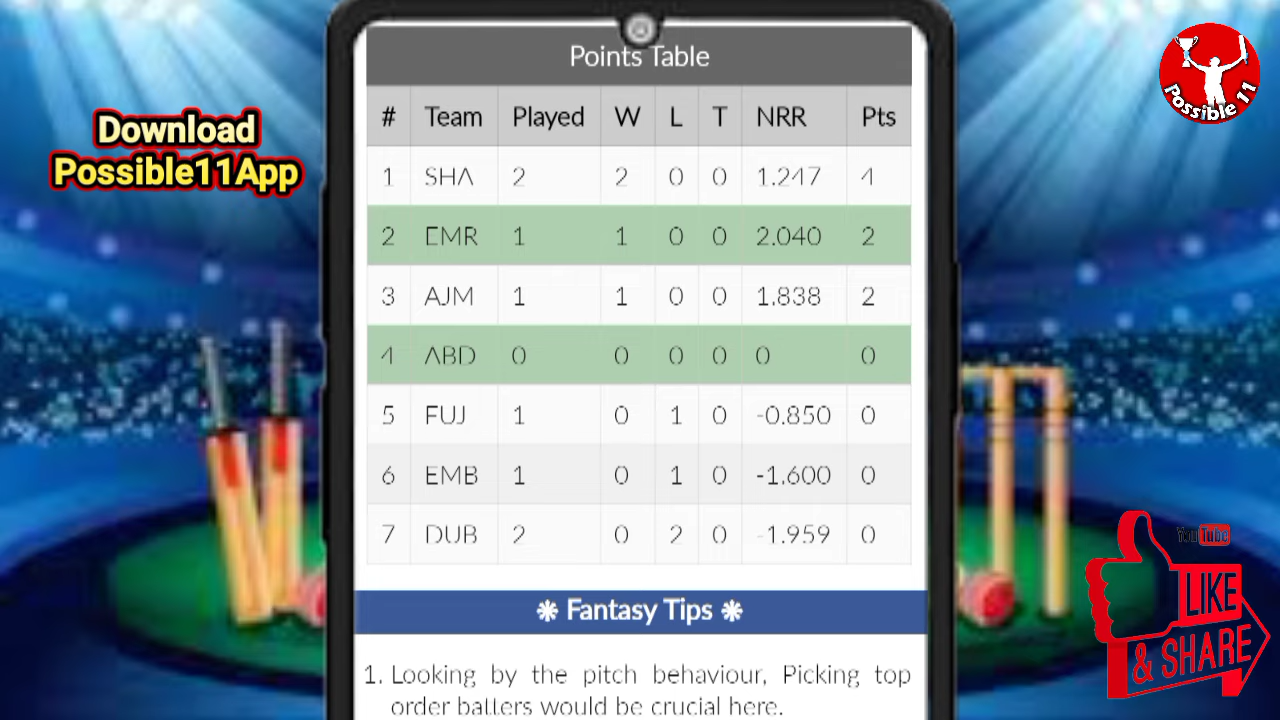 Points Table
# Team Played W L T NRR Pts
1 SHA 2 2 0 0 1.247 4
2 EMR 1 1 0 0 2.040 2
3 AJM 1 1 0 0 1.838 2
4 ABD 0 0 0 0 0 0
5 FUJ 1 0 1 0 -0.850 0
6 EMB 1 0 1 0 -1.600 0
7 DUB 2 0 2 0 -1.959 0
❋ Fantasy Tips ❋
1. Looking by the pitch behaviour, Picking top
order batters would be crucial here.
Download
Possible11App
Possible 11
YouTube
LIKE
& SHARE